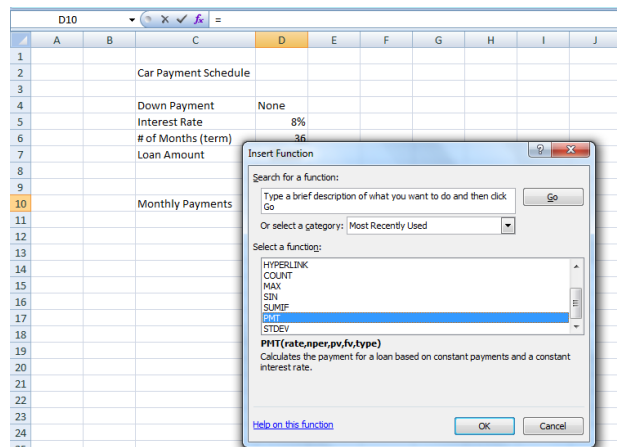 D10 fx =
A B C D E F G H I J
1
2 Car Payment Schedule
3
4 Down Payment None
5 Interest Rate 8%
6 # of Months (term) 36
7 Loan Amount
8
9
10 Monthly Payments
11
12
13
14
15
16
17
18
19
20
21
22
23
24
Insert Function
?
Search for a function:
Type a brief description of what you want to do and then click
Go
Go
Or select a category: Most Recently Used
Select a function:
HYPERLINK
COUNT
MAX
SIN
SUMIF
PMT
STDEV
PMT(rate,nper,pv,fv,type)
Calculates the payment for a loan based on constant payments and a constant
interest rate.
Help on this function
OK Cancel